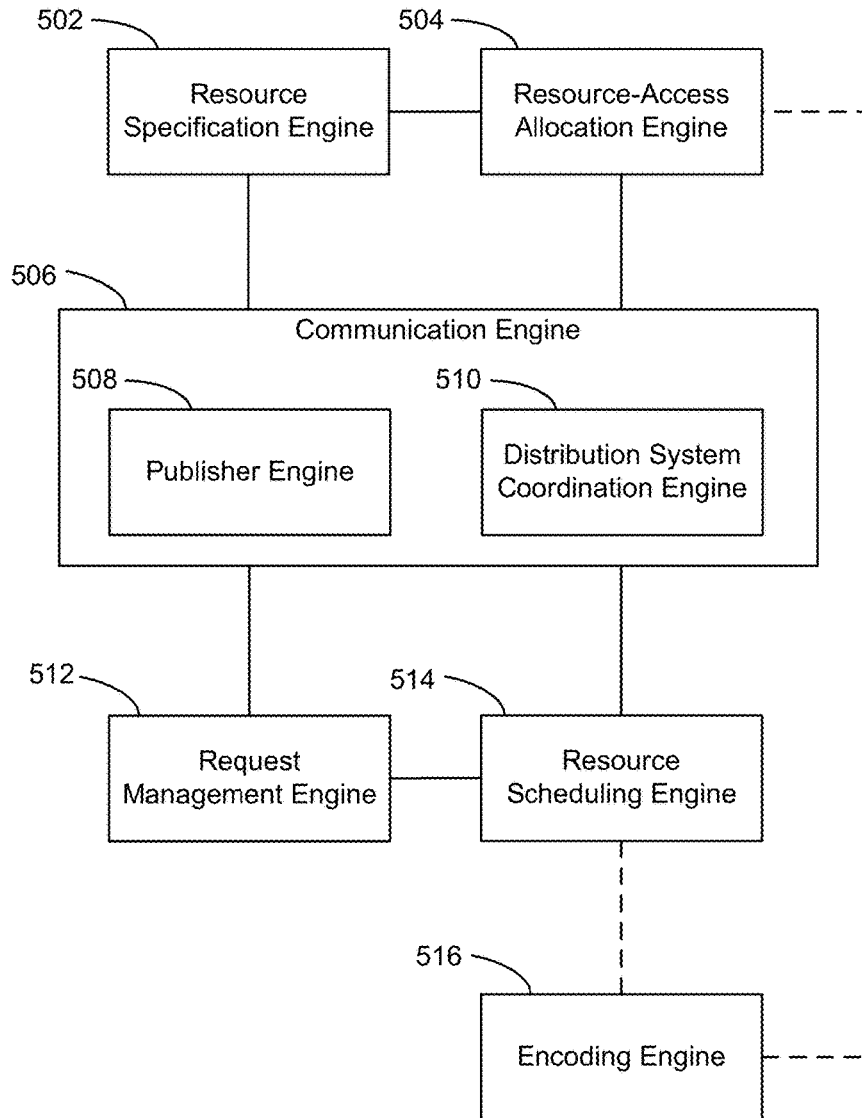 502
504
Resource
Specification Engine
Resource-Access
Allocation Engine
506
Communication Engine
508
510
Publisher Engine
Distribution System
Coordination Engine
512
514
Request
Management Engine
Resource
Scheduling Engine
516
Encoding Engine